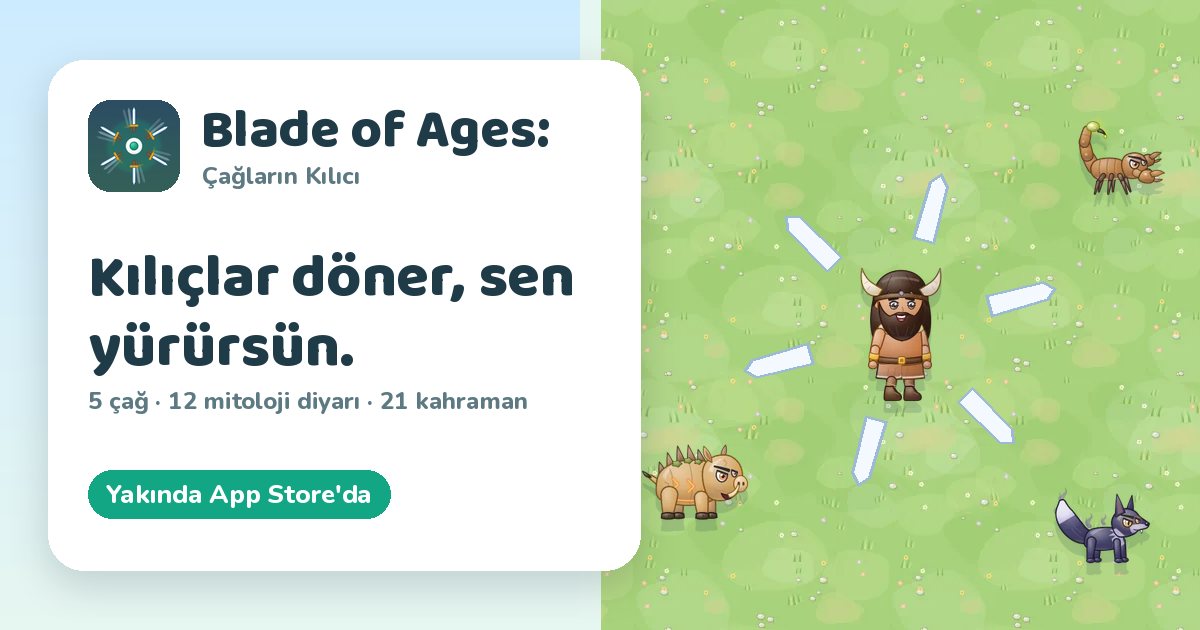 Blade of Ages:
Çağların Kılıcı
Kılıçlar döner, sen
yürürsün.
5 çağ · 12 mitoloji diyarı · 21 kahraman
Yakında App Store'da